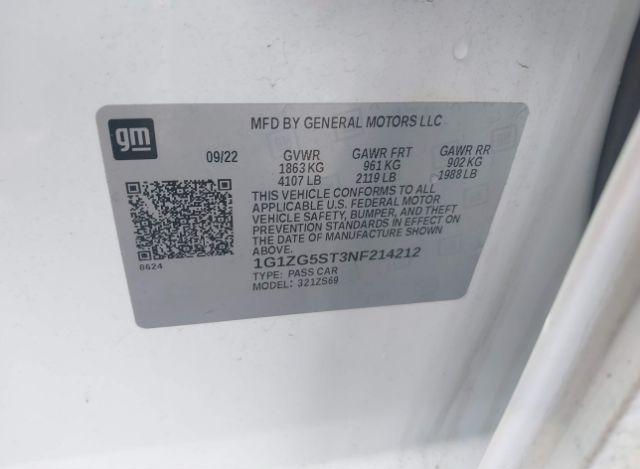 gm
MFD BY GENERAL MOTORS LLC
09/22 GVWR GAWR FRT GAWR RR
1863 KG 961 KG 902 KG
4107 LB 2119 LB 1988 LB
THIS VEHICLE CONFORMS TO ALL
APPLICABLE U.S. FEDERAL MOTOR
VEHICLE SAFETY, BUMPER, AND THEFT
PREVENTION STANDARDS IN EFFECT
ON THE DATE OF MANUFACTURE SHOWN
ABOVE.
1G1ZG5ST3NF214212
TYPE: PASS CAR
MODEL: 321ZS69
8624